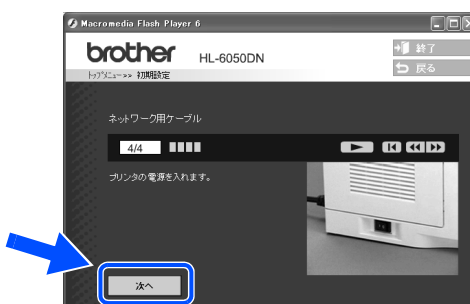 Macromedia Flash Player 6
brother HL-6050DN
終了
戻る
トップメニュー>> 初期設定
ネットワーク用ケーブル
4/4
プリンタの電源を入れます。
次へ